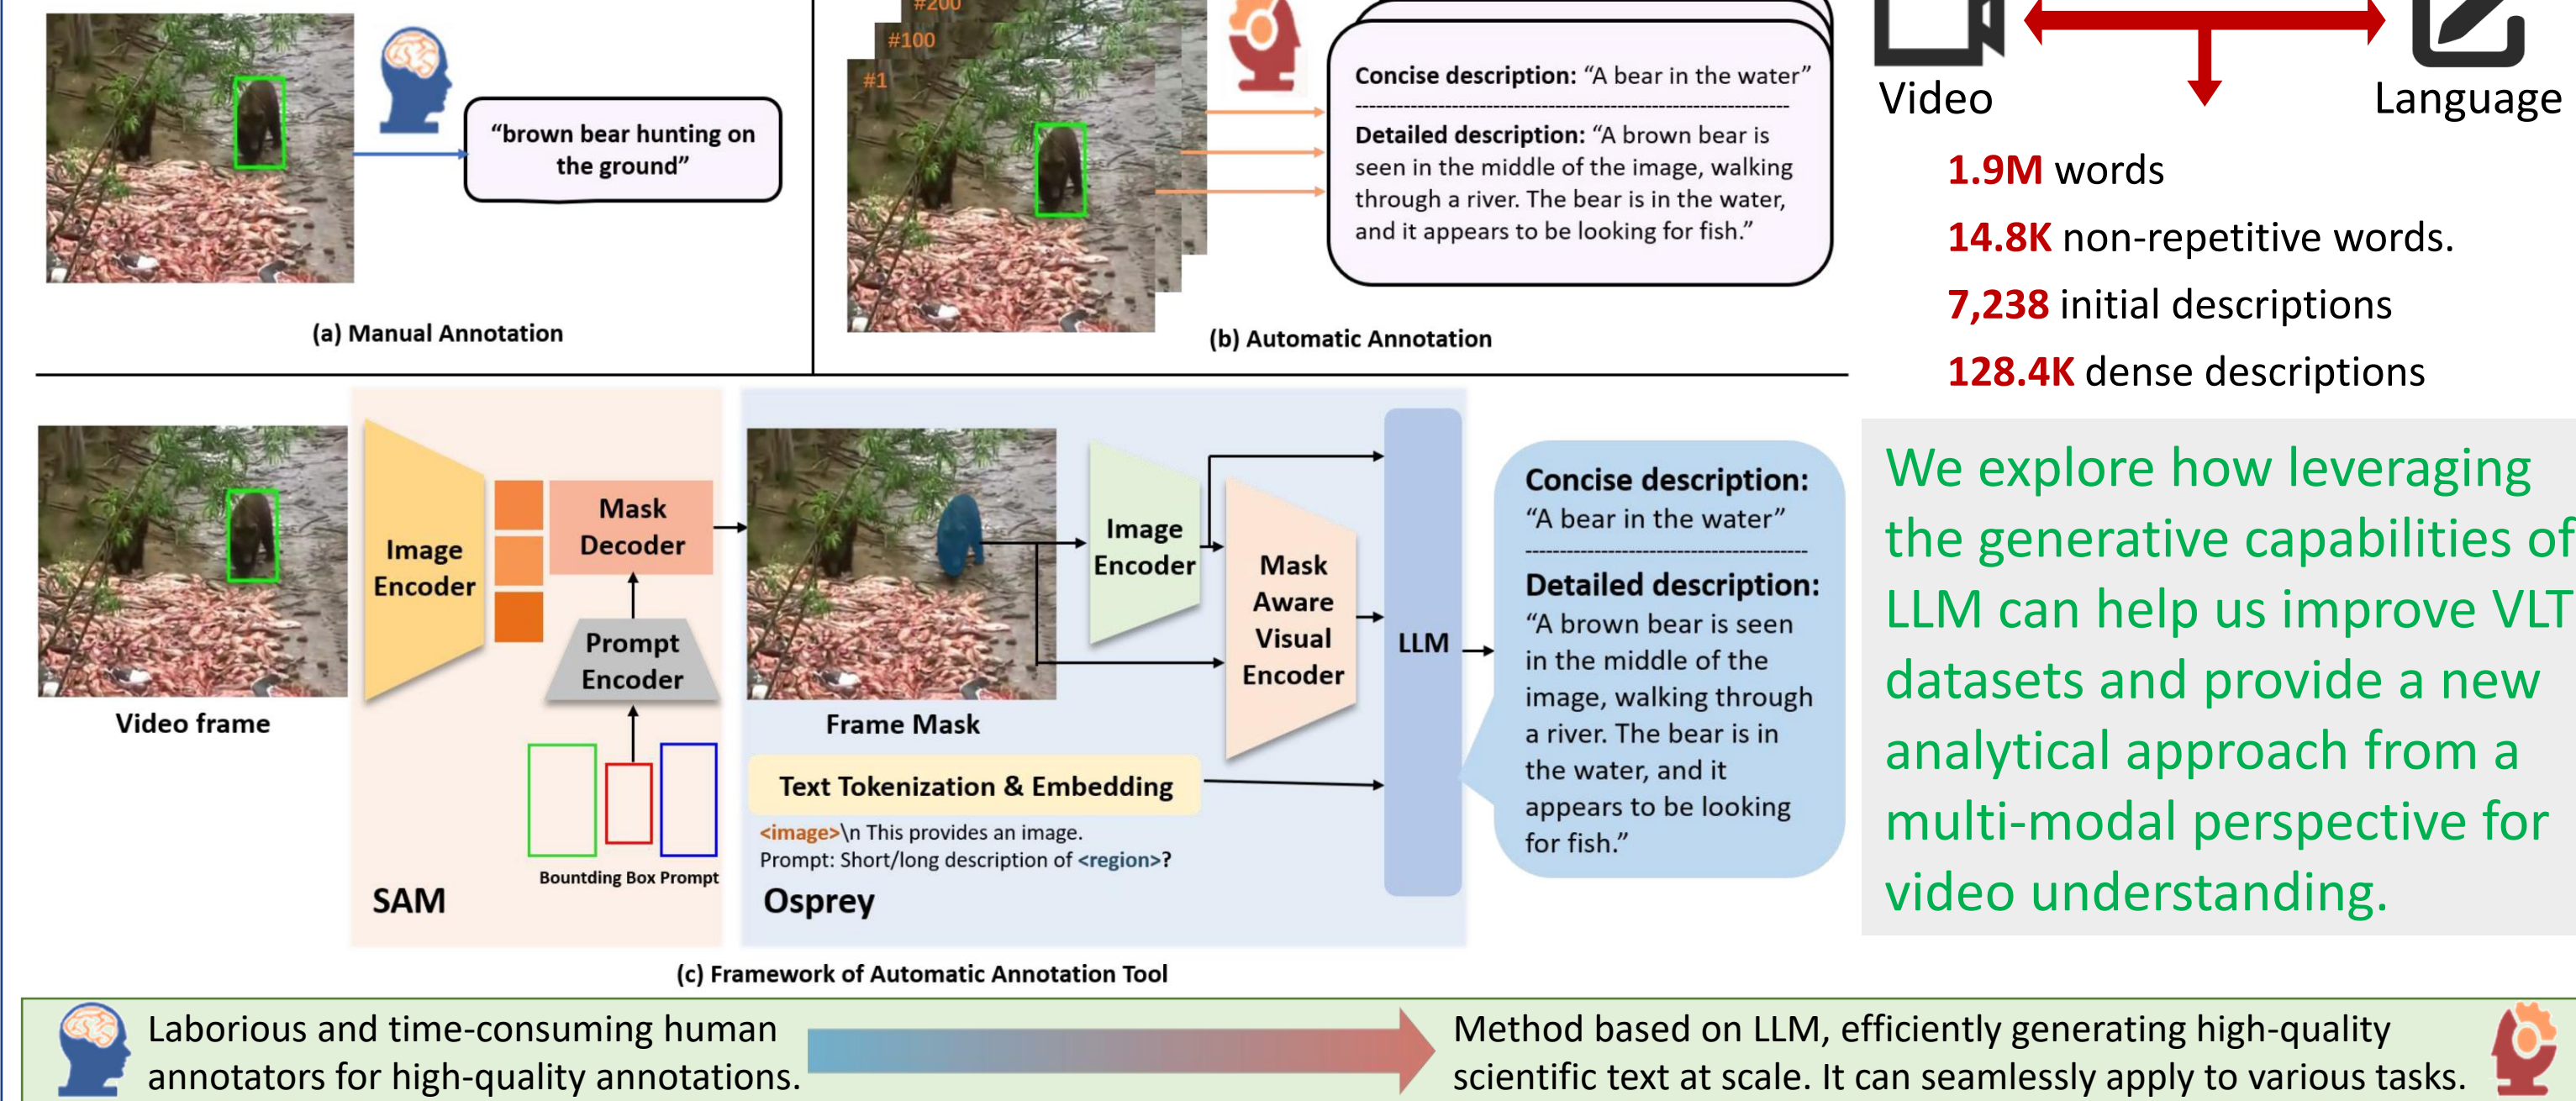 #200
#100
#1
“brown bear hunting on
the ground”
(a) Manual Annotation
Concise description: “A bear in the water”
Detailed description: “A brown bear is
seen in the middle of the image, walking
through a river. The bear is in the water,
and it appears to be looking for fish.”
(b) Automatic Annotation
Video
Language
1.9M words
14.8K non-repetitive words.
7,238 initial descriptions
128.4K dense descriptions
Video frame
Image
Encoder
Mask
Decoder
Prompt
Encoder
Bountding Box Prompt
SAM
Frame Mask
Image
Encoder
Mask
Aware
Visual
Encoder
Text Tokenization & Embedding
<image>\n This provides an image.
Prompt: Short/long description of <region>?
Osprey
LLM
Concise description:
“A bear in the water”
Detailed description:
“A brown bear is seen
in the middle of the
image, walking through
a river. The bear is in
the water, and it
appears to be looking
for fish.”
(c) Framework of Automatic Annotation Tool
We explore how leveraging
the generative capabilities of
LLM can help us improve VLT
datasets and provide a new
analytical approach from a
multi-modal perspective for
video understanding.
Laborious and time-consuming human
annotators for high-quality annotations.
Method based on LLM, efficiently generating high-quality
scientific text at scale. It can seamlessly apply to various tasks.